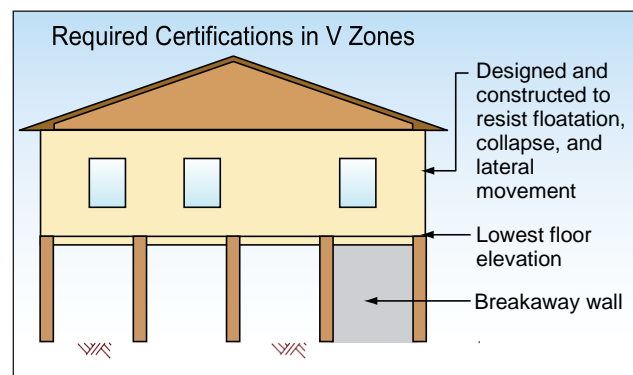 Required Certifications in V Zones
Designed and
constructed to
resist floatation,
collapse, and
lateral
movement
Lowest floor
elevation
Breakaway wall